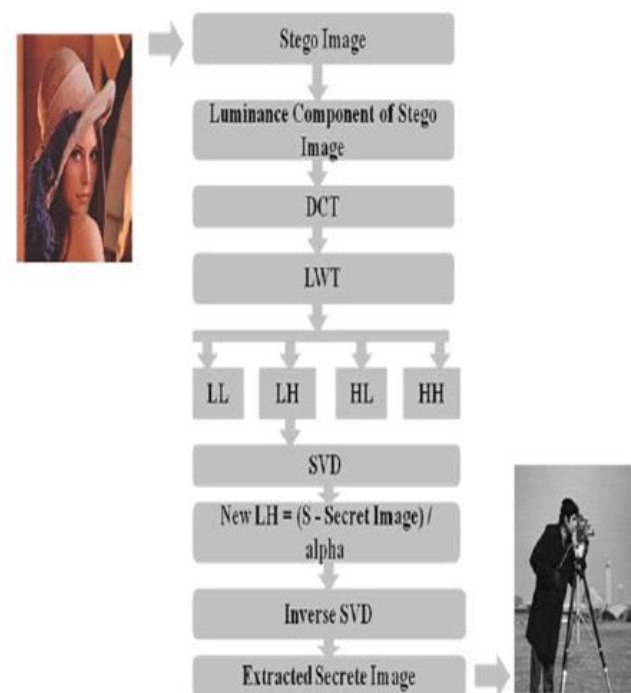 Stego Image
Luminance Component of Stego
Image
DCT
LWT
LL LH HL HH
SVD
New LH = (S - Secret Image) /
alpha
Inverse SVD
Extracted Secrete Image